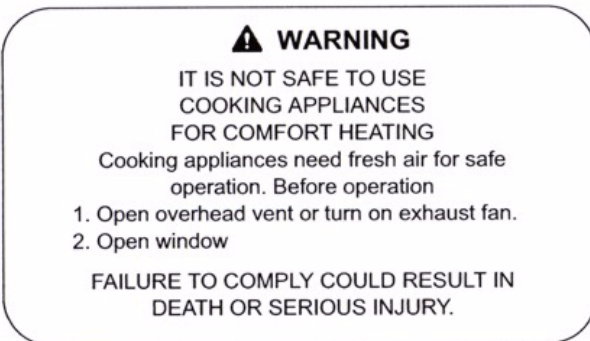 WARNING
IT IS NOT SAFE TO USE
COOKING APPLIANCES
FOR COMFORT HEATING
Cooking appliances need fresh air for safe
operation. Before operation
1. Open overhead vent or turn on exhaust fan.
2. Open window
FAILURE TO COMPLY COULD RESULT IN
DEATH OR SERIOUS INJURY.